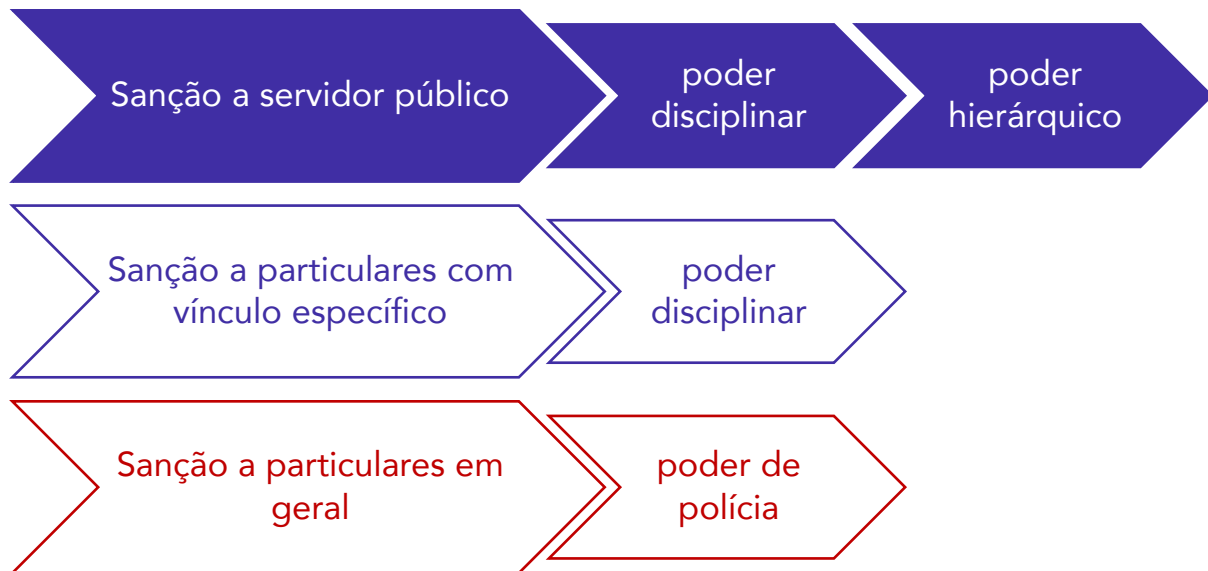 Sanção a servidor público
poder
disciplinar
poder
hierárquico
Sanção a particulares com
vínculo específico
poder
disciplinar
Sanção a particulares em
geral
poder de
polícia